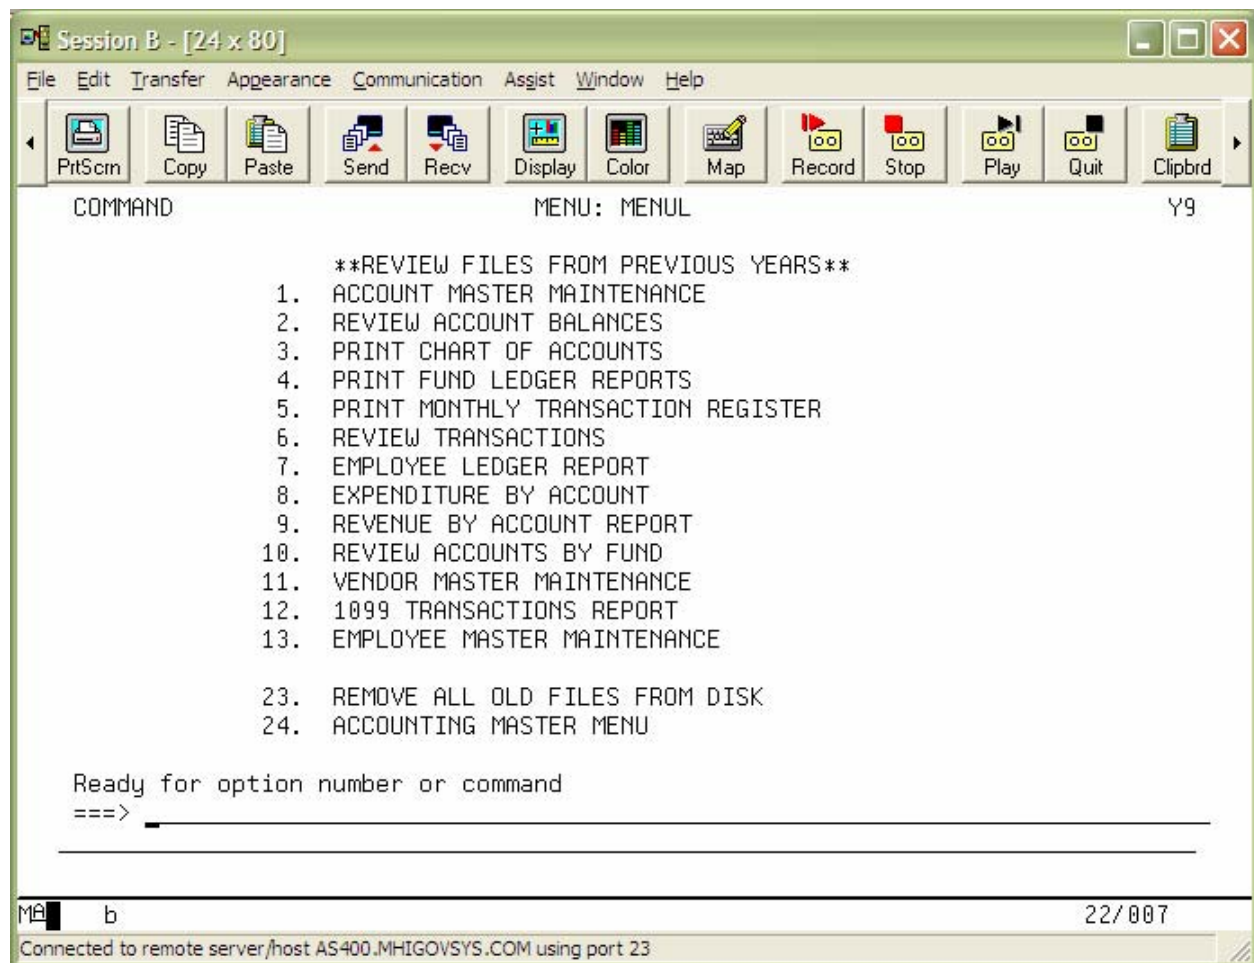 Session B - [24 x 80]
File Edit Transfer Appearance Communication Assist Window Help
PrtScrn Copy Paste Send Recv Display Color Map Record Stop Play Quit Clipbrd
COMMAND MENU: MENUL Y9
**REVIEW FILES FROM PREVIOUS YEARS**
1. ACCOUNT MASTER MAINTENANCE
2. REVIEW ACCOUNT BALANCES
3. PRINT CHART OF ACCOUNTS
4. PRINT FUND LEDGER REPORTS
5. PRINT MONTHLY TRANSACTION REGISTER
6. REVIEW TRANSACTIONS
7. EMPLOYEE LEDGER REPORT
8. EXPENDITURE BY ACCOUNT
9. REVENUE BY ACCOUNT REPORT
10. REVIEW ACCOUNTS BY FUND
11. VENDOR MASTER MAINTENANCE
12. 1099 TRANSACTIONS REPORT
13. EMPLOYEE MASTER MAINTENANCE
23. REMOVE ALL OLD FILES FROM DISK
24. ACCOUNTING MASTER MENU
Ready for option number or command
===>
MA b 22/007
Connected to remote server/host AS400.MHIGOVSYS.COM using port 23